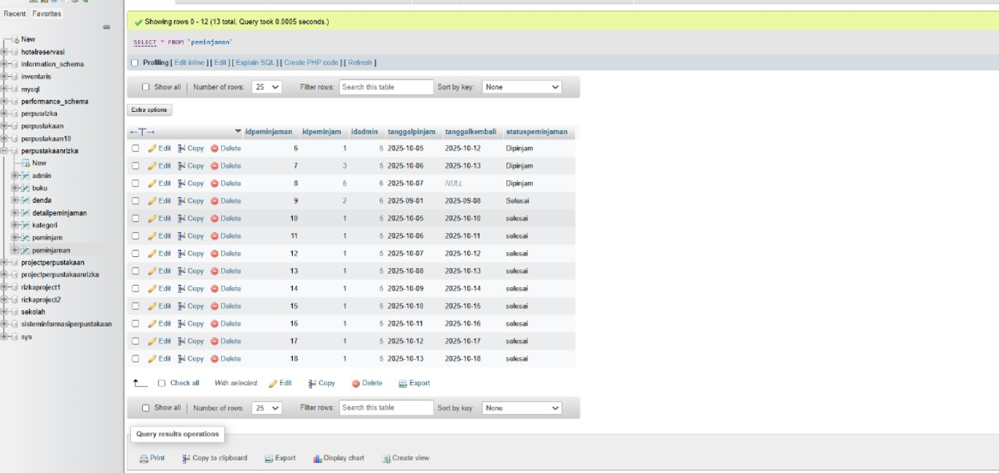 Recent Favorites
New
hotelreservasi
information_schema
inventaris
mysql
performance_schema
perpusrizka
perpustakaan
perpustakaan10
perpustakaanrizka
New
admin
buku
denda
detailpeminjaman
kategori
peminjam
peminjaman
projectperpustakaan
projectperpustakaanrizka
rizkaproject1
rizkaproject2
sekolah
sisteminformasiperpustakaan
sys
Showing rows 0 - 12 (13 total, Query took 0.0005 seconds.)
SELECT * FROM `peminjaman`
Profiling [ Edit inline ] [ Edit ] [ Explain SQL ] [ Create PHP code ] [ Refresh ]
Show all | Number of rows: 25 Filter rows: Search this table Sort by key: None
Extra options
←T→ idpeminjaman idpeminjam idadmin tanggalpinjam tanggalkembali statuspeminjaman
Edit Copy Delete 6 1 5 2025-10-05 2025-10-12 Dipinjam
Edit Copy Delete 7 3 5 2025-10-06 2025-10-13 Dipinjam
Edit Copy Delete 8 5 6 2025-10-07 NULL Dipinjam
Edit Copy Delete 9 2 6 2025-09-01 2025-09-08 Selesai
Edit Copy Delete 10 1 5 2025-10-05 2025-10-10 selesai
Edit Copy Delete 11 1 5 2025-10-06 2025-10-11 selesai
Edit Copy Delete 12 1 5 2025-10-07 2025-10-12 selesai
Edit Copy Delete 13 1 5 2025-10-08 2025-10-13 selesai
Edit Copy Delete 14 1 5 2025-10-09 2025-10-14 selesai
Edit Copy Delete 15 1 5 2025-10-10 2025-10-15 selesai
Edit Copy Delete 16 1 5 2025-10-11 2025-10-16 selesai
Edit Copy Delete 17 1 5 2025-10-12 2025-10-17 selesai
Edit Copy Delete 18 1 5 2025-10-13 2025-10-18 selesai
Check all With selected: Edit Copy Delete Export
Show all | Number of rows: 25 Filter rows: Search this table Sort by key: None
Query results operations
Print Copy to clipboard Export Display chart Create view